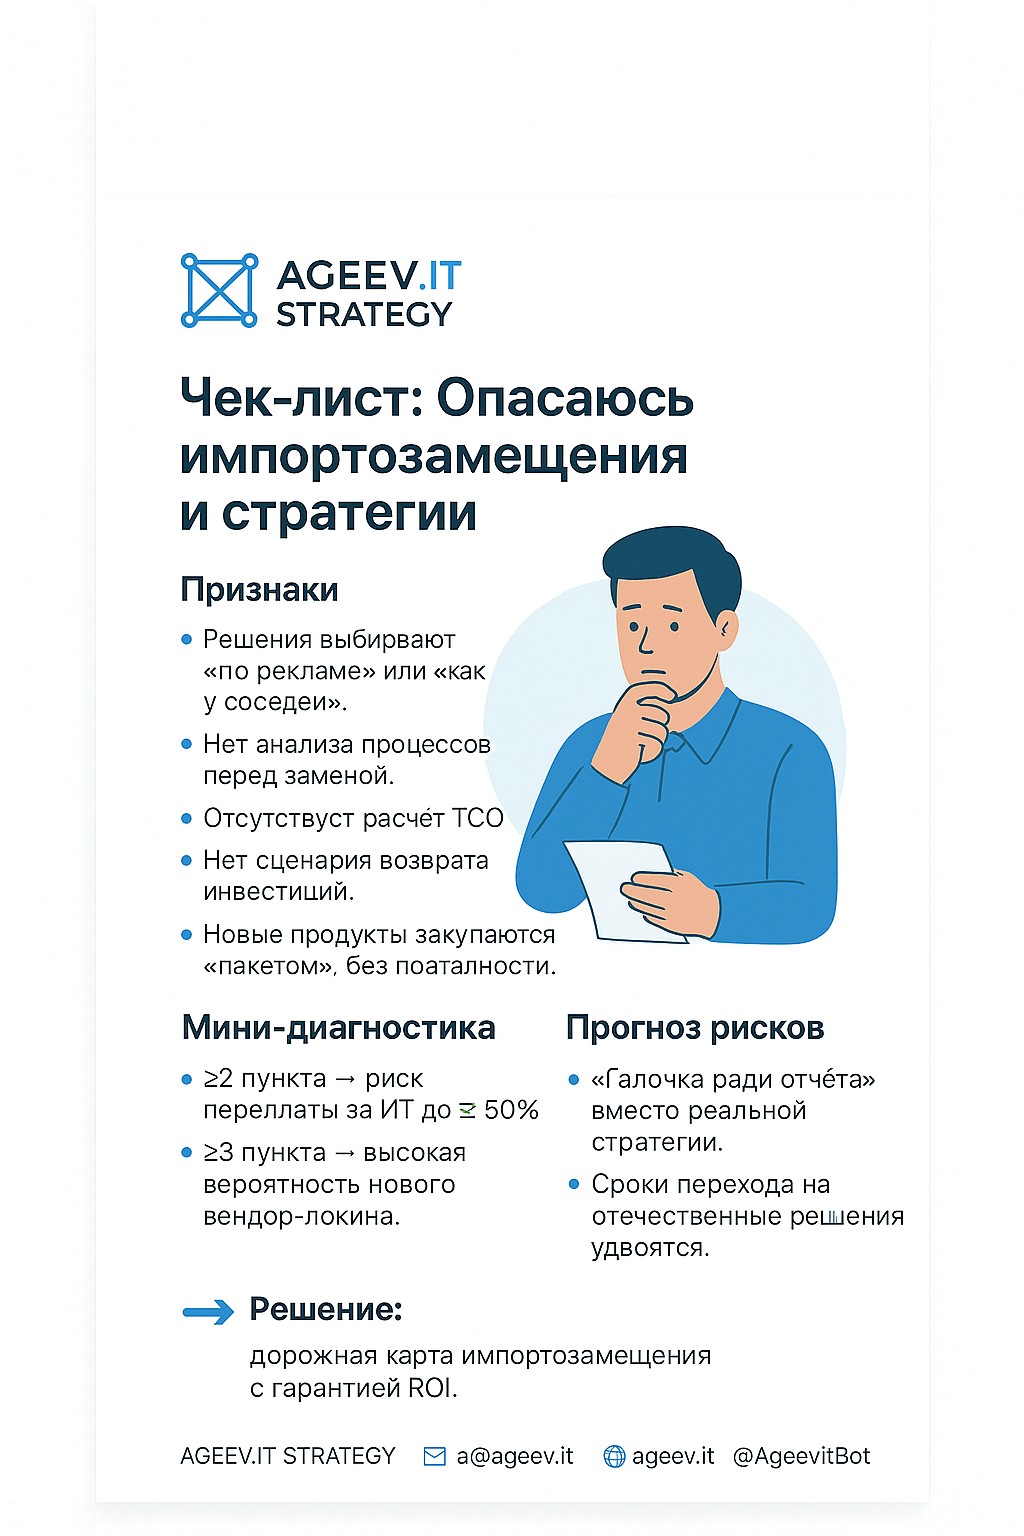 AGEEV.IT
STRATEGY
Чек-лист: Опасаюсь
импортозамещения
и стратегии
Признаки
• Решения выбирвают
«по рекламе» или «как
у соседеи».
• Нет анализа процессов
перед заменой.
• Отсутствуст расчёт TCO
• Нет сценария возврата
инвестиций.
• Новые продукты закупаются
«пакетом», без поаталности.
Мини-диагностика
• ≥2 пункта → риск
переллаты за ИТ до ≥ 50%
• ≥3 пункта → высокая
вероятность нового
вендор-локина.
Прогноз рисков
• «Галочка ради отчёта»
вместо реальной
стратегии.
• Сроки перехода на
отечественные решения
удвоятся.
→ Решение:
дорожная карта импортозамещения
с гарантией ROI.
AGEEV.IT STRATEGY a@ageev.it ageev.it @AgeevitBot